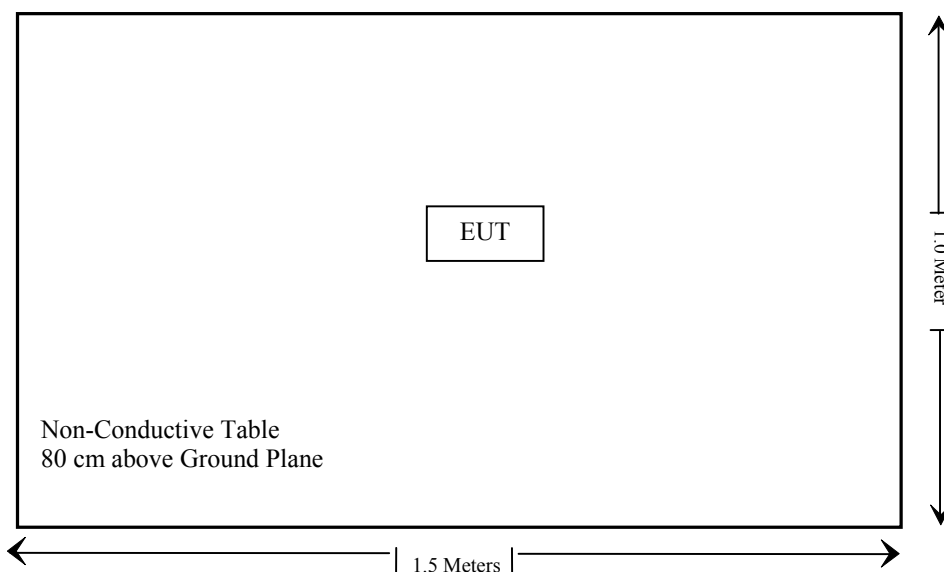 EUT
1.0 Meter
Non-Conductive Table
80 cm above Ground Plane
1.5 Meters